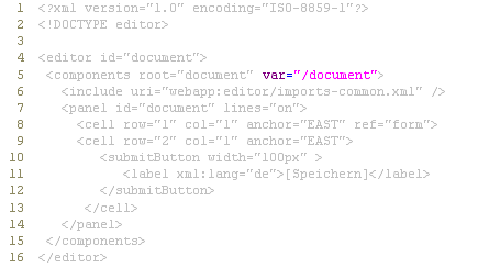 1 <?xml version="1.0" encoding="ISO-8859-1"?>
2 <!DOCTYPE editor>
3
4 <editor id="document">
5 <components root="document" var="/document">
6 <include uri="webapp:editor/imports-common.xml" />
7 <panel id="document" lines="on">
8 <cell row="1" col="1" anchor="EAST" ref="form">
9 <cell row="2" col="1" anchor="EAST">
10 <submitButton width="100px" >
11 <label xml:lang="de">[Speichern]</label>
12 </submitButton>
13 </cell>
14 </panel>
15 </components>
16 </editor>